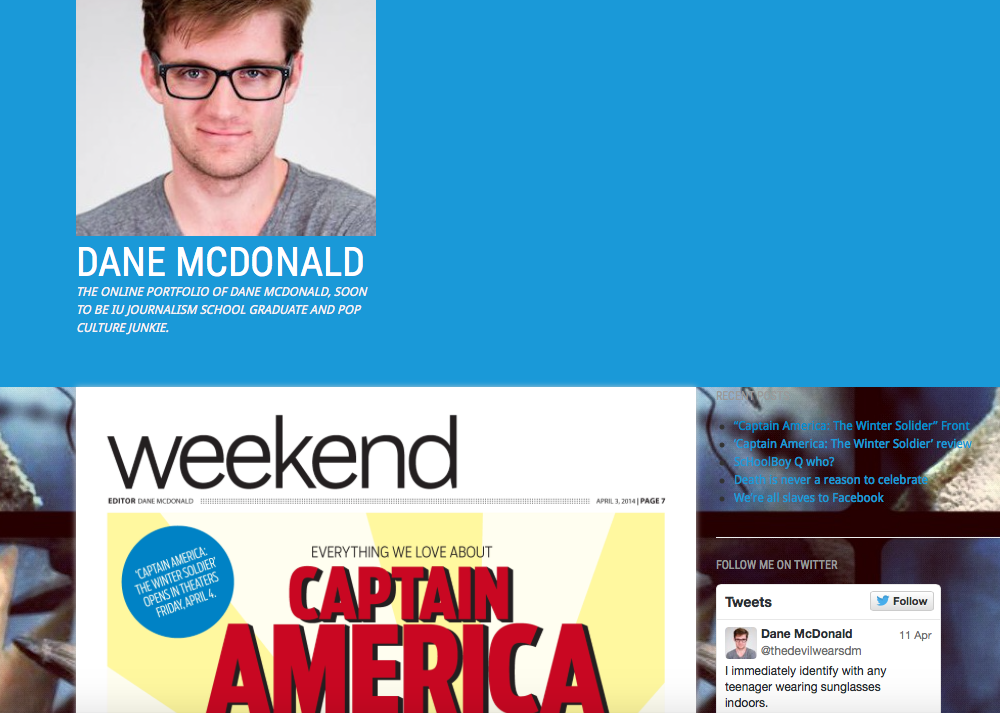 DANE MCDONALD
THE ONLINE PORTFOLIO OF DANE MCDONALD, SOON
TO BE IU JOURNALISM SCHOOL GRADUATE AND POP
CULTURE JUNKIE.
weekend
EDITOR DANE MCDONALD APRIL 3, 2014 | PAGE 7
'CAPTAIN AMERICA:
THE WINTER SOLDIER'
OPENS IN THEATERS
FRIDAY, APRIL 4.
EVERYTHING WE LOVE ABOUT
CAPTAIN
AMERICA
RECENT POSTS
“Captain America: The Winter Solider” Front
‘Captain America: The Winter Soldier’ review
SchoolBoy Q who?
Death is never a reason to celebrate
We’re all slaves to Facebook
FOLLOW ME ON TWITTER
Tweets Follow
Dane McDonald 11 Apr
@thedevilwearsdm
I immediately identify with any
teenager wearing sunglasses
indoors.